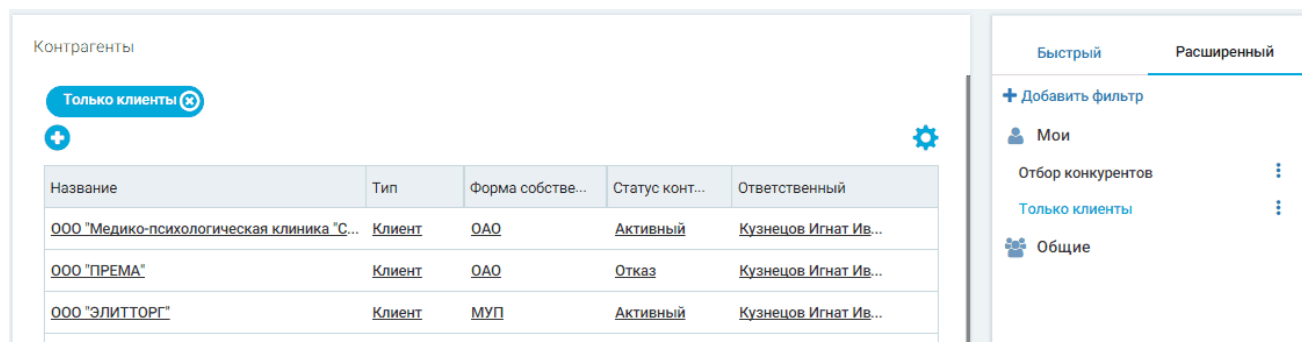 Контрагенты
Только клиенты
Название Тип Форма собстве... Статус конт... Ответственный
ООО "Медико-психологическая клиника "С... Клиент ОАО Активный Кузнецов Игнат Ив...
ООО "ПРЕМА" Клиент ОАО Отказ Кузнецов Игнат Ив...
ООО "ЭЛИТТОРГ" Клиент МУП Активный Кузнецов Игнат Ив...
Быстрый Расширенный
Добавить фильтр
Мои
Отбор конкурентов
Только клиенты
Общие